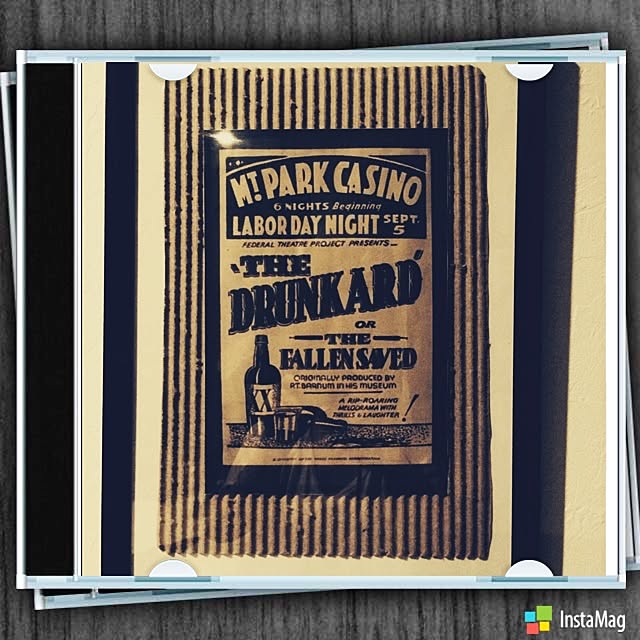 MT. PARK CASINO
6 NIGHTS Beginning
LABOR DAY NIGHT SEPT. 5
FEDERAL THEATRE PROJECT PRESENTS—
"THE
DRUNKARD"
OR
THE
FALLEN SAVED
ORIGINALLY PRODUCED BY
P.T. BARNUM IN HIS MUSEUM
A RIP-ROARING
MELODRAMA WITH
THRILLS & LAUGHTER!
XX
InstaMag